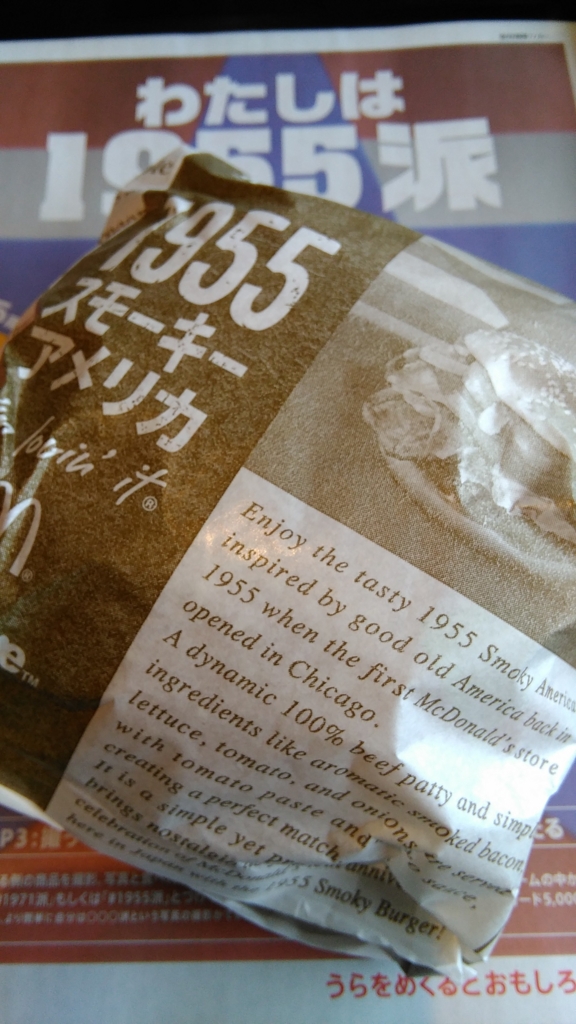 わたしは
1955派
1955
スモーキー
アメリカ
lovin' it®
Enjoy the tasty 1955 Smoky America
inspired by good old America back in
1955 when the first McDonald's store
opened in Chicago.
A dynamic 100% beef patty and simple
ingredients like aromatic smoked bacon,
lettuce, tomato, and onions
with tomato paste and
creating a perfect match.
It is a simple yet
brings
celebration of McDonald's
here in Japan with the 1955 Smoky Burger!
P3:
うらをめくるとおもしろ